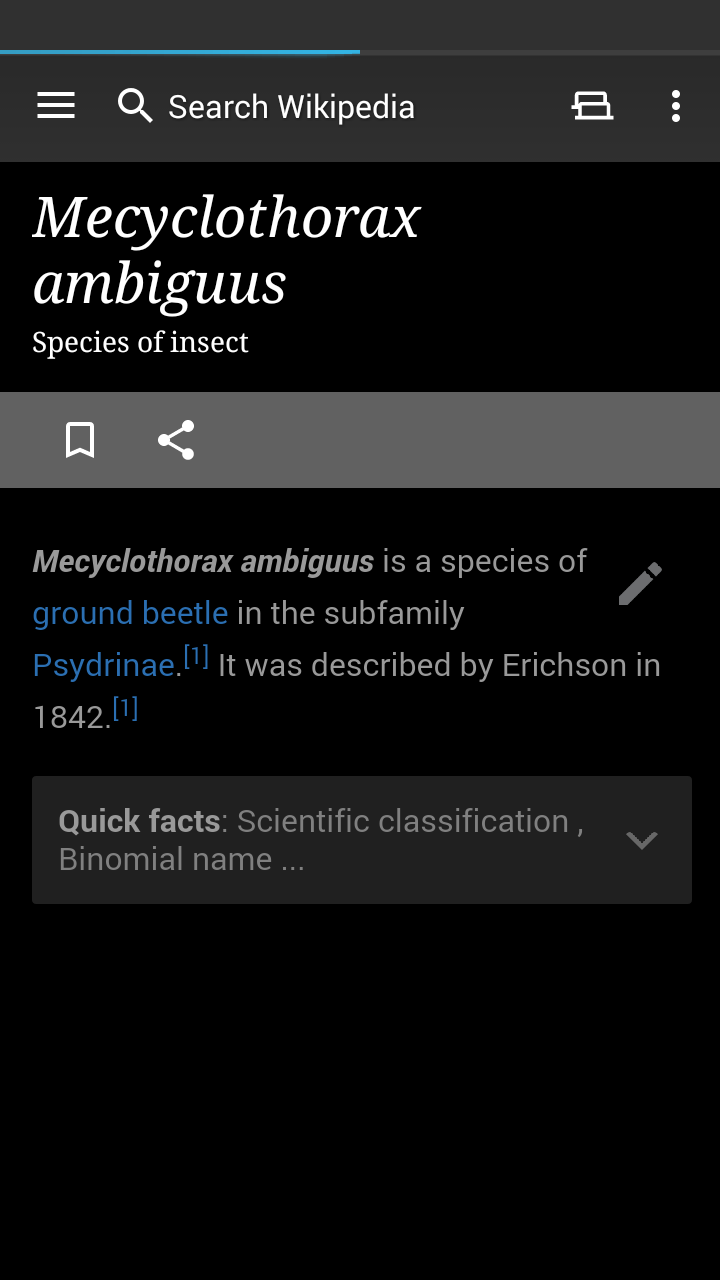 Search Wikipedia
Mecyclothorax
ambiguus
Species of insect
Mecyclothorax ambiguus is a species of
ground beetle in the subfamily
Psydrinae.[1] It was described by Erichson in
1842.[1]
Quick facts: Scientific classification ,
Binomial name ...